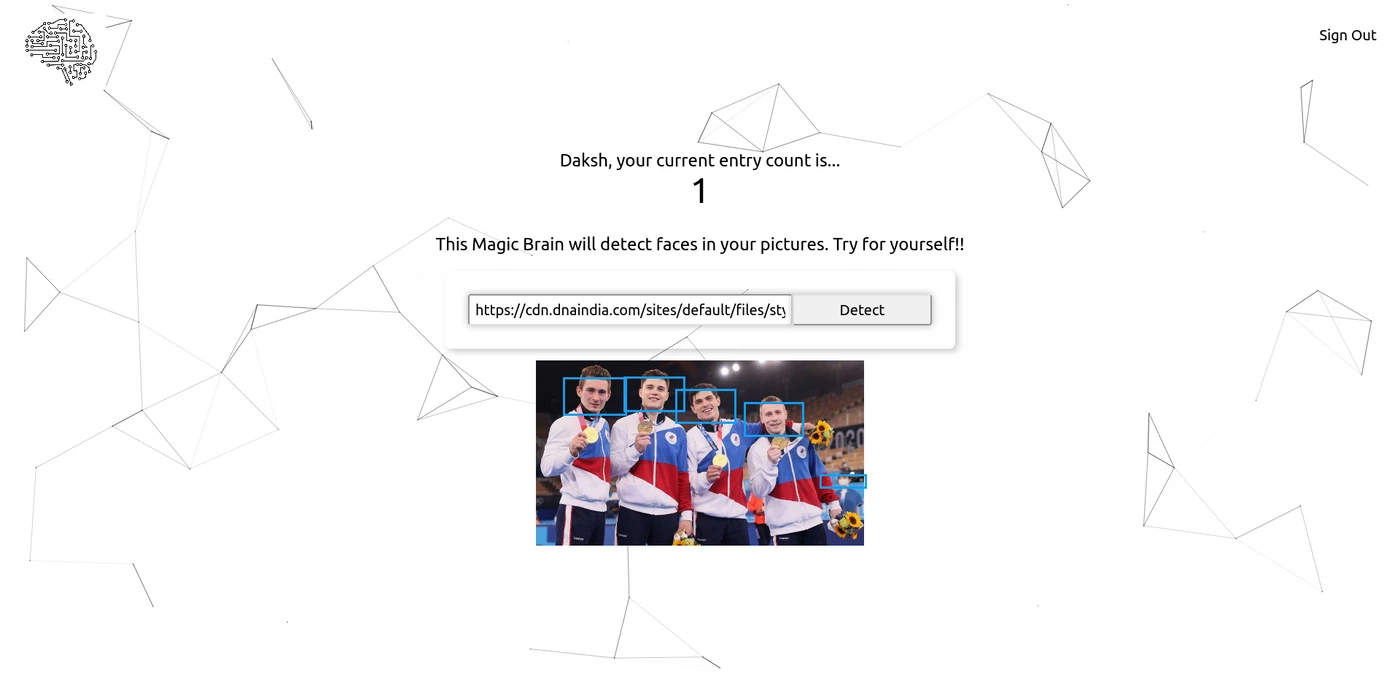 Sign Out
Daksh, your current entry count is...
1
This Magic Brain will detect faces in your pictures. Try for yourself!!
https://cdn.dnaindia.com/sites/default/files/sty
Detect
2020